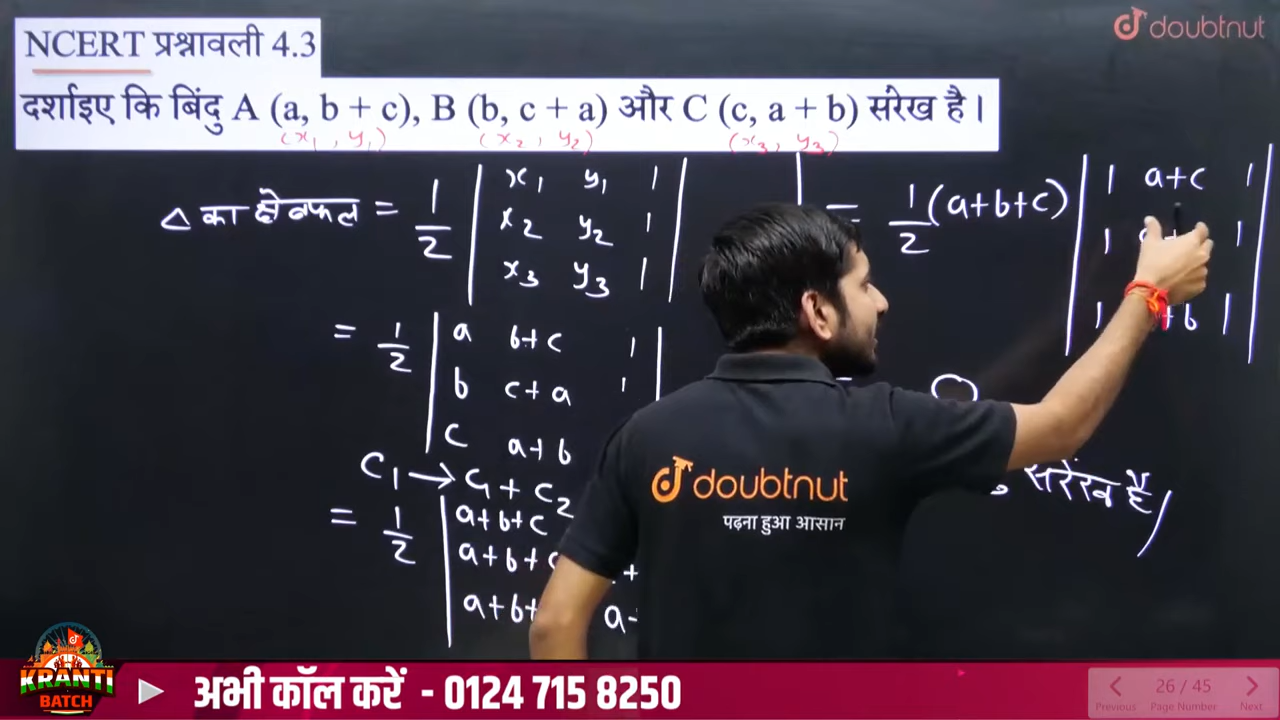 NCERT प्रश्नावली 4.3
doubtnut
दर्शाइए कि बिंदु A (a, b + c), B (b, c + a) और C (c, a + b) संरेख है।
(x₁, y₁) (x₂, y₂) (x₃, y₃)
△ का क्षेत्रफल = 1/2 | x₁ y₁ 1 |
| x₂ y₂ 1 |
| x₃ y₃ 1 |
= 1/2 | a b+c 1 |
| b c+a 1 |
| c a+b
C₁ → C₁ + C₂
= 1/2 | a+b+c
a+b+c
a+b+
= 1/2 (a+b+c) | 1 a+c 1 |
| 1 1 |
| 1 +b 1 |
=
संरेख हैं/
doubtnut
पढ़ना हुआ आसान
KRANTI
BATCH
अभी कॉल करें - 0124 715 8250
26 / 45
Previous Page Number Next